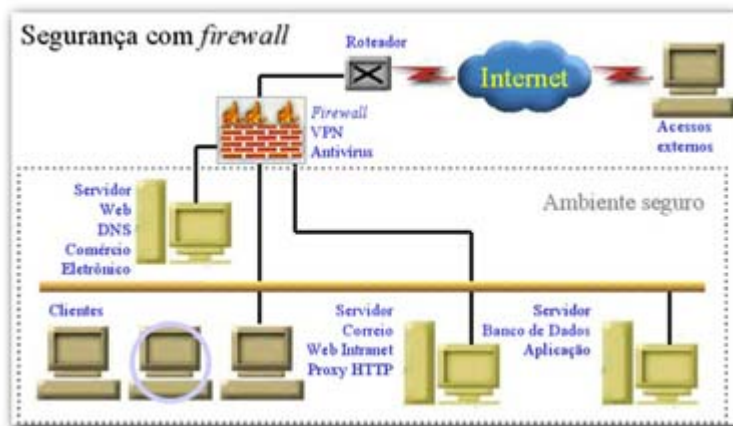 Segurança com firewall
Roteador
Internet
Acessos
externos
Firewall
VPN
Antivírus
Ambiente seguro
Servidor
Web
DNS
Comércio
Eletrônico
Clientes
Servidor
Correio
Web Intranet
Proxy HTTP
Servidor
Banco de Dados
Aplicação